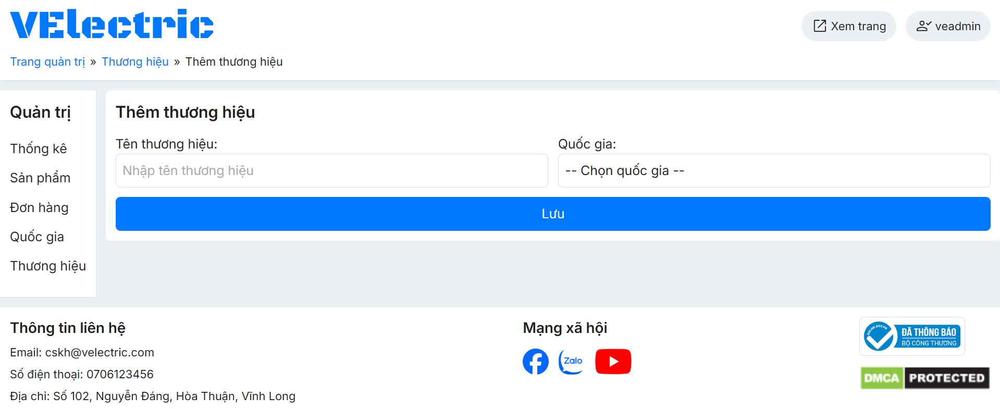 VElectric
Xem trang
veadmin
Trang quản trị » Thương hiệu » Thêm thương hiệu
Quản trị
Thống kê
Sản phẩm
Đơn hàng
Quốc gia
Thương hiệu
Thêm thương hiệu
Tên thương hiệu:
Nhập tên thương hiệu
Quốc gia:
-- Chọn quốc gia --
Lưu
Thông tin liên hệ
Email: cskh@velectric.com
Số điện thoại: 0706123456
Địa chỉ: Số 102, Nguyễn Đáng, Hòa Thuận, Vĩnh Long
Mạng xã hội
Zalo
ONLINE.GOV.VN
ĐÃ THÔNG BÁO
BỘ CÔNG THƯƠNG
DMCA PROTECTED